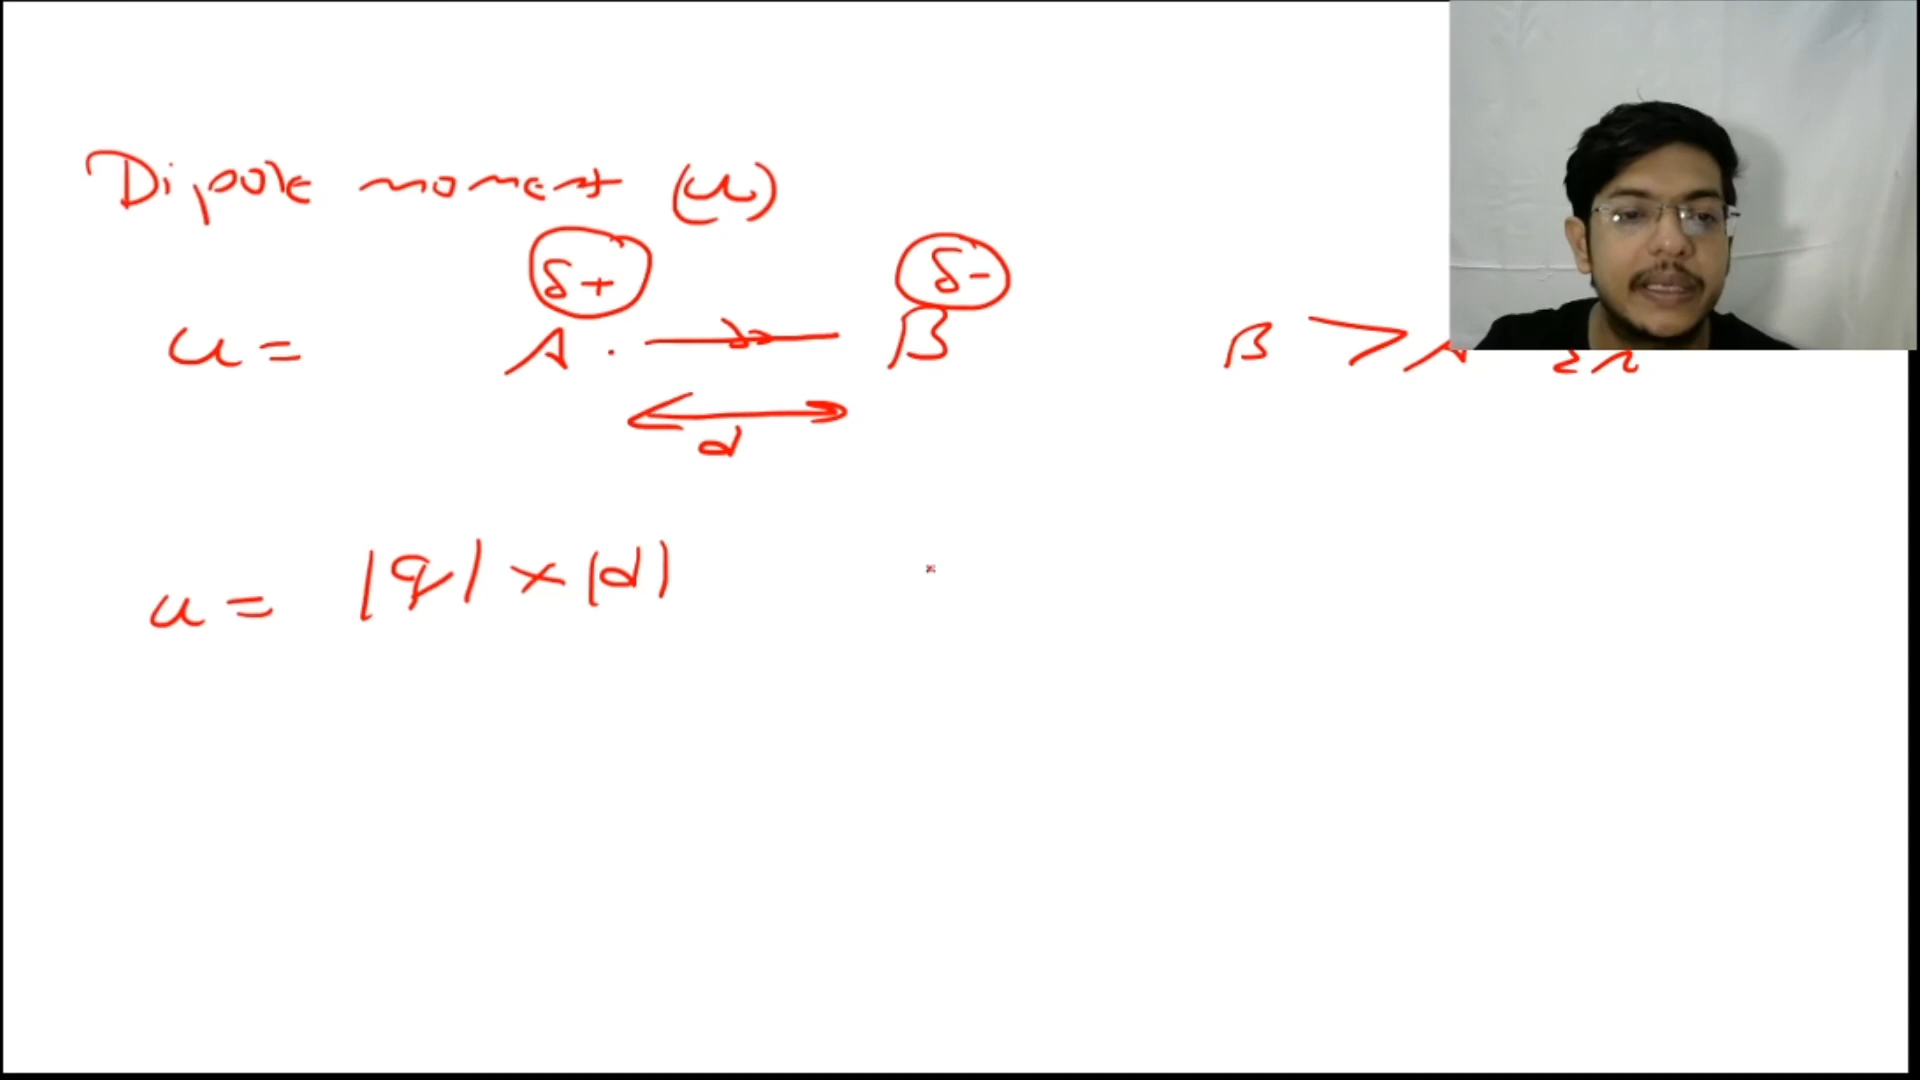 Dipole moment (u)
δ+ δ-
u = A. → B B > A EN
d
u = |q| × |d|